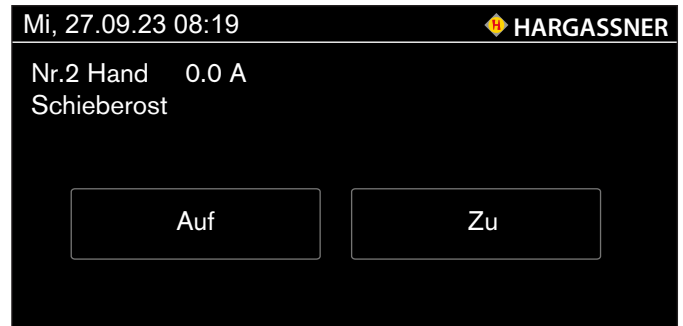 Mi, 27.09.23 08:19 HARGASSNER
Nr.2 Hand 0.0 A
Schieberost
Auf Zu